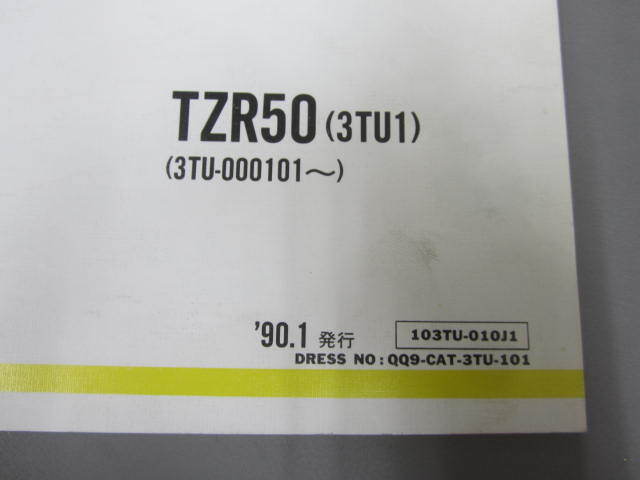 TZR50 (3TU1)
(3TU-000101〜)
'90.1 発行 103TU-010J1
DRESS NO : QQ9-CAT-3TU-101